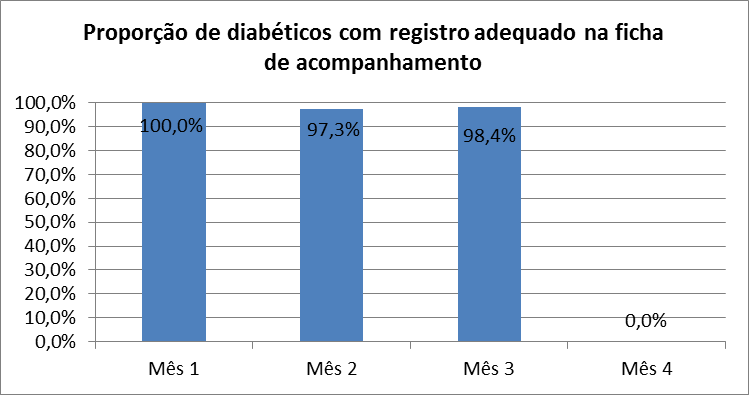 Proporção de diabéticos com registro adequado na ficha
de acompanhamento
100,0%
90,0%
80,0%
70,0%
60,0%
50,0%
40,0%
30,0%
20,0%
10,0%
0,0%
100,0%
97,3%
98,4%
0,0%
Mês 1
Mês 2
Mês 3
Mês 4